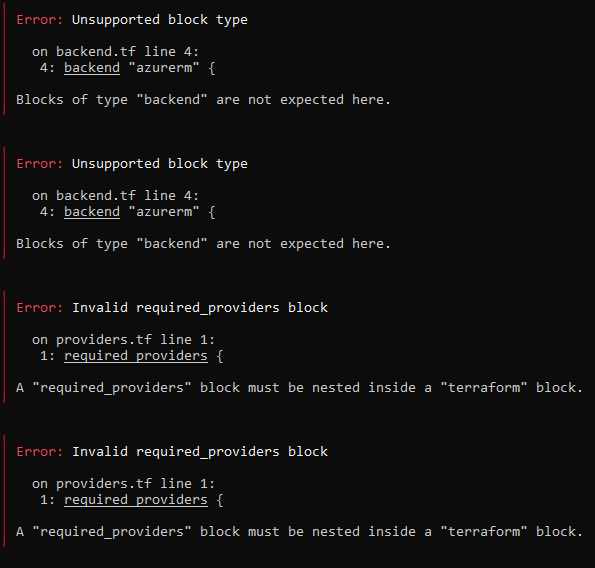 Error: Unsupported block type
on backend.tf line 4:
4: backend "azurerm" {
Blocks of type "backend" are not expected here.
Error: Unsupported block type
on backend.tf line 4:
4: backend "azurerm" {
Blocks of type "backend" are not expected here.
Error: Invalid required_providers block
on providers.tf line 1:
1: required_providers {
A "required_providers" block must be nested inside a "terraform" block.
Error: Invalid required_providers block
on providers.tf line 1:
1: required_providers {
A "required_providers" block must be nested inside a "terraform" block.